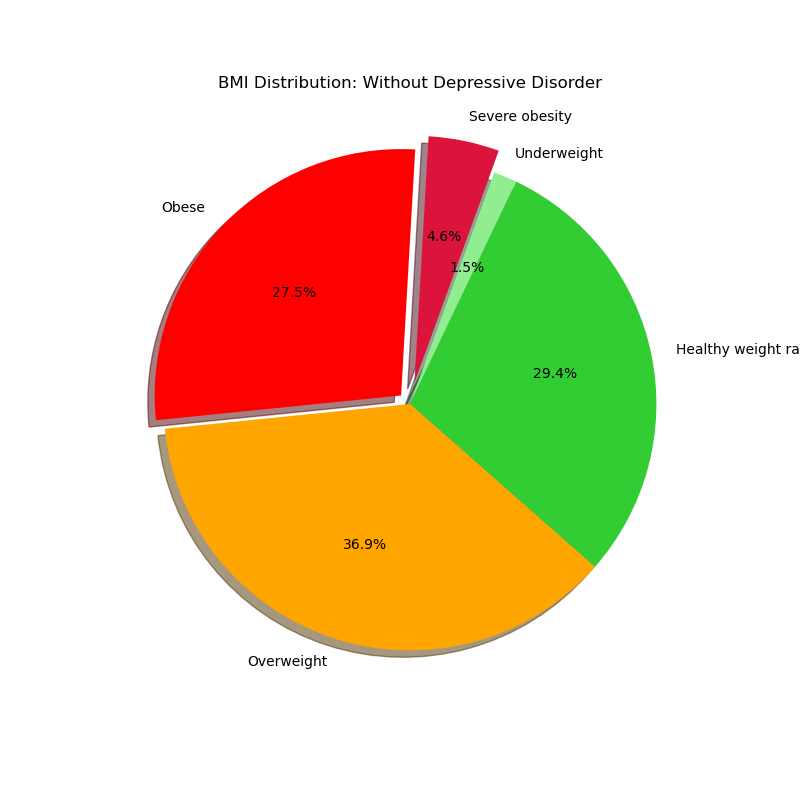 BMI Distribution: Without Depressive Disorder
Severe obesity
Underweight
Obese
4.6%
1.5%
27.5%
Healthy weight ra
29.4%
36.9%
Overweight